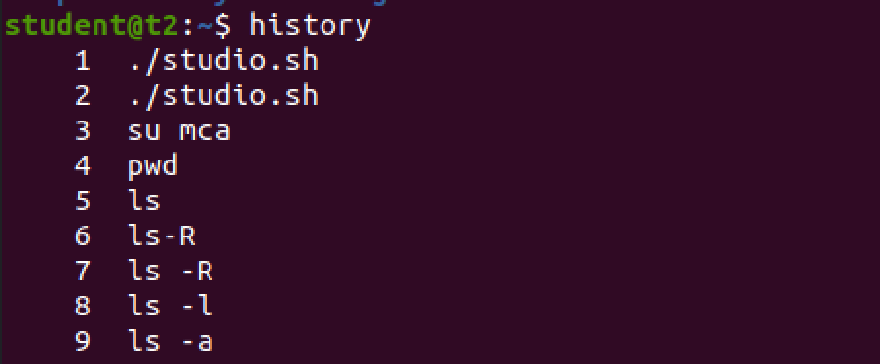 student@t2:~$ history
1 ./studio.sh
2 ./studio.sh
3 su mca
4 pwd
5 ls
6 ls-R
7 ls -R
8 ls -l
9 ls -a